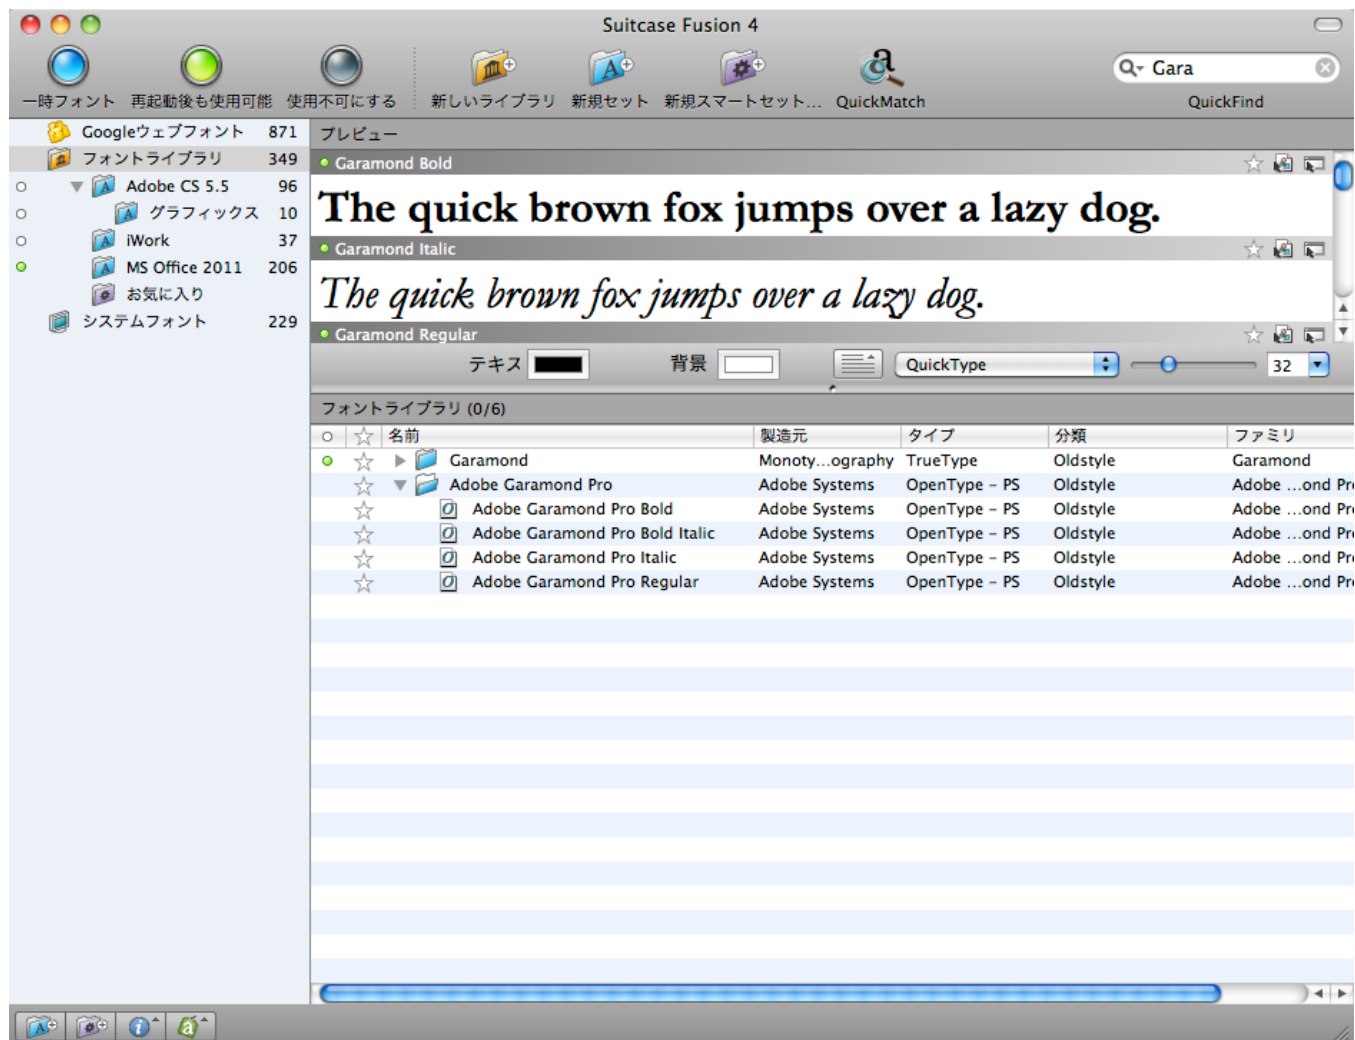 Suitcase Fusion 4
一時フォント 再起動後も使用可能 使用不可にする 新しいライブラリ 新規セット 新規スマートセット... QuickMatch
Gara
QuickFind
Googleウェブフォント 871
フォントライブラリ 349
Adobe CS 5.5 96
グラフィックス 10
iWork 37
MS Office 2011 206
お気に入り
システムフォント 229
プレビュー
Garamond Bold
The quick brown fox jumps over a lazy dog.
Garamond Italic
The quick brown fox jumps over a lazy dog.
Garamond Regular
テキス 背景 QuickType 32
フォントライブラリ (0/6)
名前 製造元 タイプ 分類 ファミリ
Garamond Monoty...ography TrueType Oldstyle Garamond
Adobe Garamond Pro Adobe Systems OpenType – PS Oldstyle Adobe ...ond Pr
Adobe Garamond Pro Bold Adobe Systems OpenType – PS Oldstyle Adobe ...ond Pr
Adobe Garamond Pro Bold Italic Adobe Systems OpenType – PS Oldstyle Adobe ...ond Pr
Adobe Garamond Pro Italic Adobe Systems OpenType – PS Oldstyle Adobe ...ond Pr
Adobe Garamond Pro Regular Adobe Systems OpenType – PS Oldstyle Adobe ...ond Pr